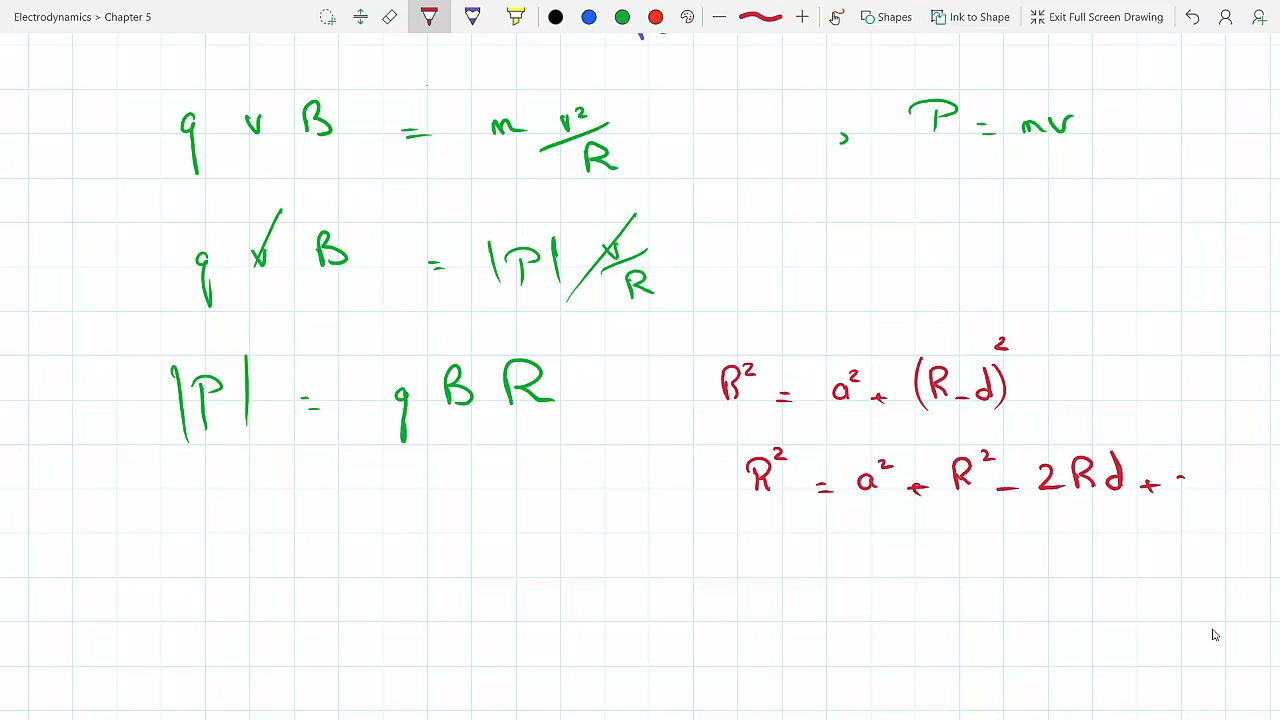 Electrodynamics > Chapter 5 Shapes Ink to Shape Exit Full Screen Drawing
q v B = m v²/R , P = mv
q v B = |P| v/R
|P| = q B R
R² = a² + (R-d)²
R² = a² + R² - 2Rd +